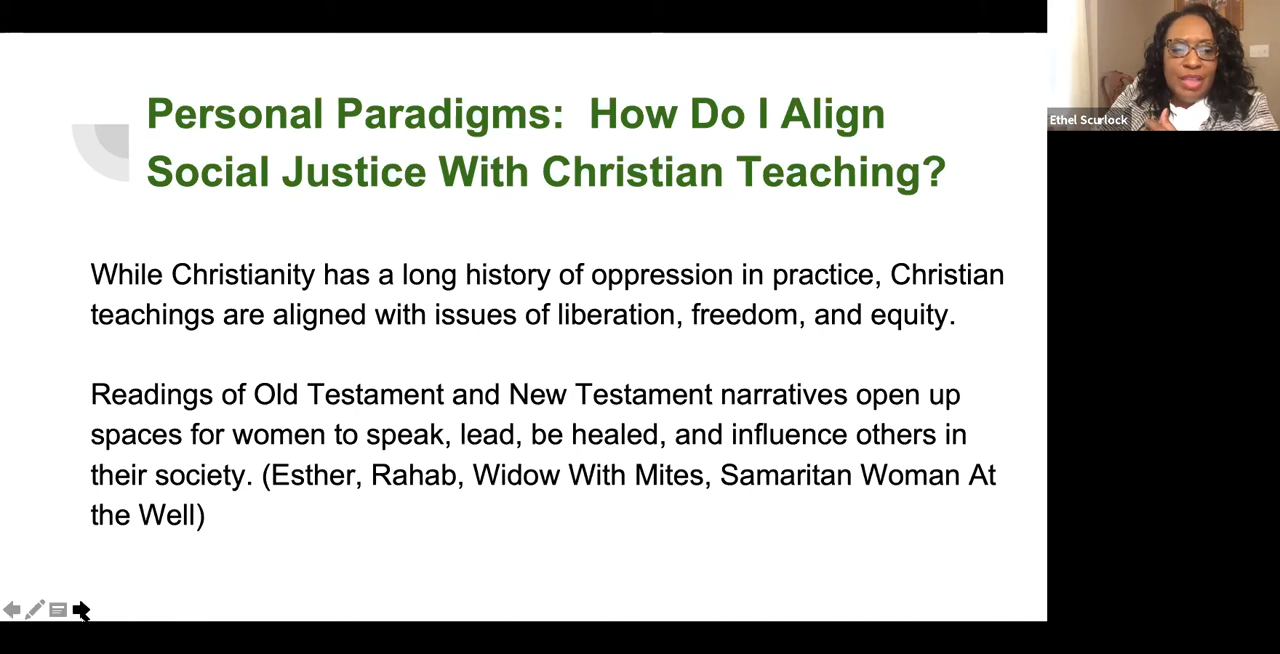 Personal Paradigms:  How Do I Align
Social Justice With Christian Teaching?
Ethel Scurlock
While Christianity has a long history of oppression in practice, Christian
teachings are aligned with issues of liberation, freedom, and equity.
Readings of Old Testament and New Testament narratives open up
spaces for women to speak, lead, be healed, and influence others in
their society. (Esther, Rahab, Widow With Mites, Samaritan Woman At
the Well)